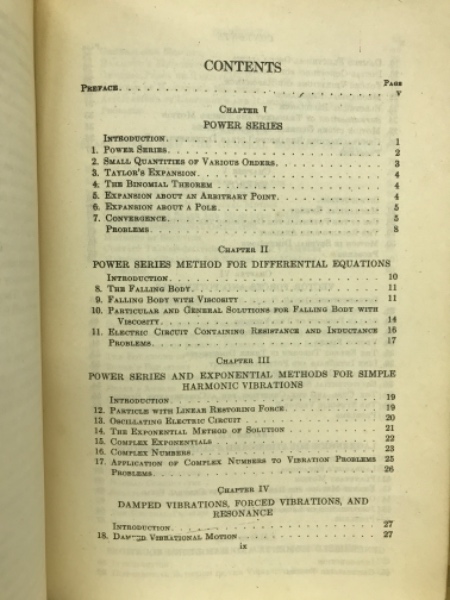 CONTENTS
PAGE
PREFACE. . . . . . . . . . . . . . . . . . . . . . . . . . . . v
CHAPTER I
POWER SERIES
INTRODUCTION. . . . . . . . . . . . . . . . . . . . . . 1
1. POWER SERIES. . . . . . . . . . . . . . . . . . . . . . 2
2. SMALL QUANTITIES OF VARIOUS ORDERS. . . . . . . . . . . 3
3. TAYLOR'S EXPANSION. . . . . . . . . . . . . . . . . . . 4
4. THE BINOMIAL THEOREM . . . . . . . . . . . . . . . . . 4
5. EXPANSION ABOUT AN ARBITRARY POINT. . . . . . . . . . . 4
6. EXPANSION ABOUT A POLE . . . . . . . . . . . . . . . . 5
7. CONVERGENCE. . . . . . . . . . . . . . . . . . . . . . 5
PROBLEMS . . . . . . . . . . . . . . . . . . . . . . . 8
CHAPTER II
POWER SERIES METHOD FOR DIFFERENTIAL EQUATIONS
INTRODUCTION. . . . . . . . . . . . . . . . . . . . . . 10
8. THE FALLING BODY. . . . . . . . . . . . . . . . . . . . 11
9. FALLING BODY WITH VISCOSITY . . . . . . . . . . . . . . 11
10. PARTICULAR AND GENERAL SOLUTIONS FOR FALLING BODY WITH
VISCOSITY. . . . . . . . . . . . . . . . . . . . . . . 14
11. ELECTRIC CIRCUIT CONTAINING RESISTANCE AND INDUCTANCE 16
PROBLEMS. . . . . . . . . . . . . . . . . . . . . . . . 17
CHAPTER III
POWER SERIES AND EXPONENTIAL METHODS FOR SIMPLE
HARMONIC VIBRATIONS
INTRODUCTION . . . . . . . . . . . . . . . . . . . . . 19
12. PARTICLE WITH LINEAR RESTORING FORCE. . . . . . . . . . 19
13. OSCILLATING ELECTRIC CIRCUIT . . . . . . . . . . . . . 20
14. THE EXPONENTIAL METHOD OF SOLUTION . . . . . . . . . . 21
15. COMPLEX EXPONENTIALS . . . . . . . . . . . . . . . . . 22
16. COMPLEX NUMBERS. . . . . . . . . . . . . . . . . . . . 23
17. APPLICATION OF COMPLEX NUMBERS TO VIBRATION PROBLEMS 25
PROBLEMS. . . . . . . . . . . . . . . . . . . . . . . . 26
CHAPTER IV
DAMPED VIBRATIONS, FORCED VIBRATIONS, AND
RESONANCE
INTRODUCTION. . . . . . . . . . . . . . . . . . . . . . 27
18. DAMPED VIBRATIONAL MOTION. . . . . . . . . . . . . . . 27
ix